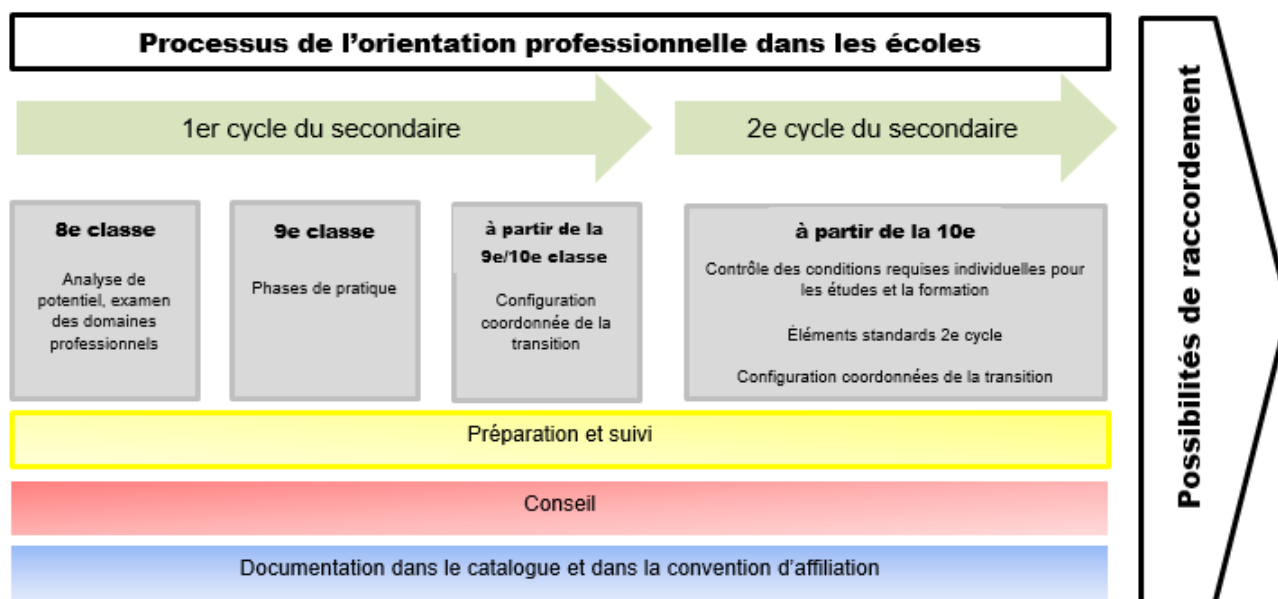 Processus de l'orientation professionnelle dans les écoles
1er cycle du secondaire
2e cycle du secondaire
8e classe
Analyse de
potentiel, examen
des domaines
professionnels
9e classe
Phases de pratique
à partir de la
9e/10e classe
Configuration
coordonnée de la
transition
à partir de la 10e
Contrôle des conditions requises individuelles pour
les études et la formation
Éléments standards 2e cycle
Configuration coordonnées de la transition
Préparation et suivi
Conseil
Documentation dans le catalogue et dans la convention d'affiliation
Possibilités de raccordement